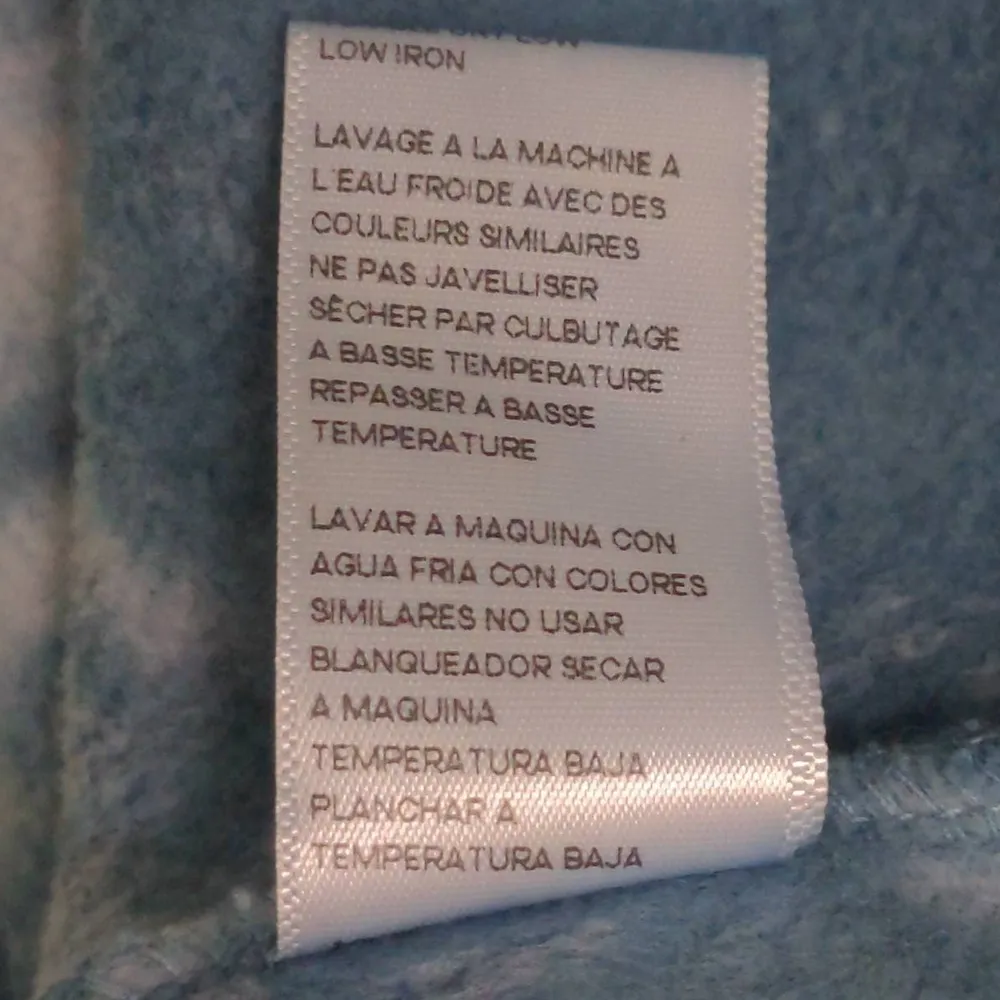 LOW IRON
LAVAGE A LA MACHINE A
L'EAU FROIDE AVEC DES
COULEURS SIMILAIRES
NE PAS JAVELLISER
SÊCHER PAR CULBUTAGE
A BASSE TEMPERATURE
REPASSER A BASSE
TEMPERATURE
LAVAR A MAQUINA CON
AGUA FRIA CON COLORES
SIMILARES NO USAR
BLANQUEADOR SECAR
A MAQUINA
TEMPERATURA BAJA
PLANCHAR A
TEMPERATURA BAJA